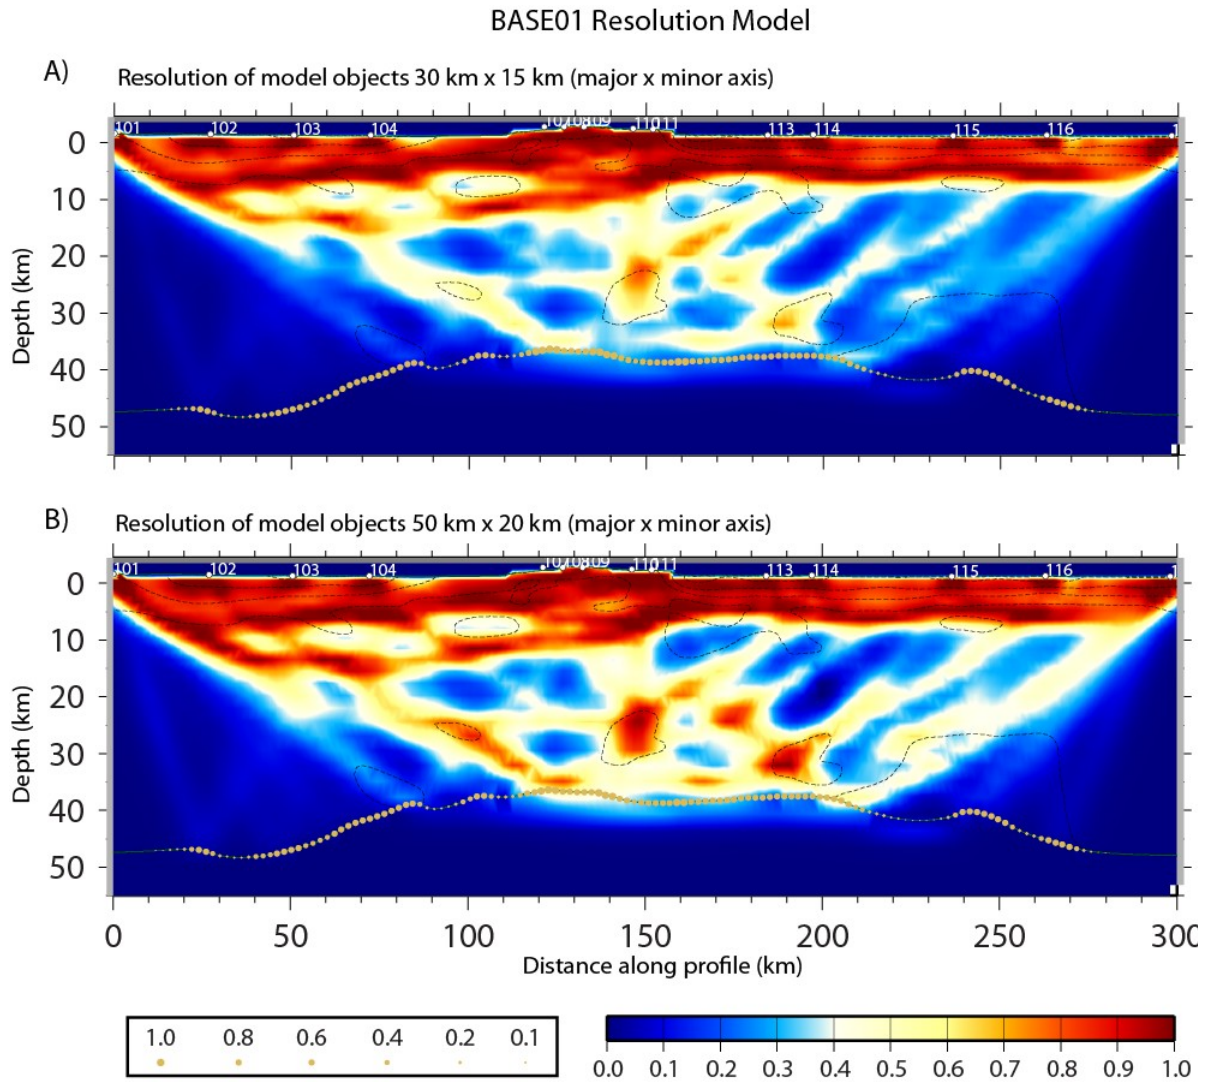 BASE01 Resolution Model
A) Resolution of model objects 30 km x 15 km (major x minor axis)
101 102 103 104 113 114 115 116
0
10
20
30
40
50
Depth (km)
B) Resolution of model objects 50 km x 20 km (major x minor axis)
101 102 103 104 113 114 115 116
0
10
20
30
40
50
Depth (km)
0 50 100 150 200 250 300
Distance along profile (km)
1.0 0.8 0.6 0.4 0.2 0.1
0.0 0.1 0.2 0.3 0.4 0.5 0.6 0.7 0.8 0.9 1.0